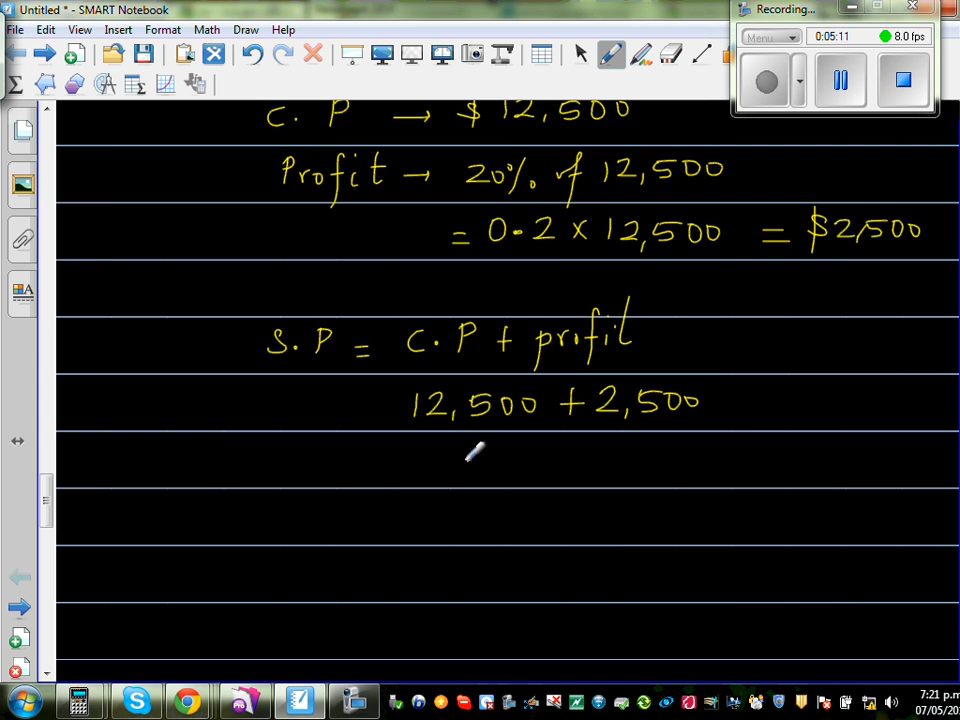 Untitled * - SMART Notebook
Recording...
File Edit View Insert Format Math Draw Help
Menu
0:05:11
8.0 fps
C. P → $ 12,500
Profit → 20% of 12,500
= 0.2 × 12,500 = $2,500
S.P = C.P + profit
12,500 + 2,500
7:21 p.m
07/05/20